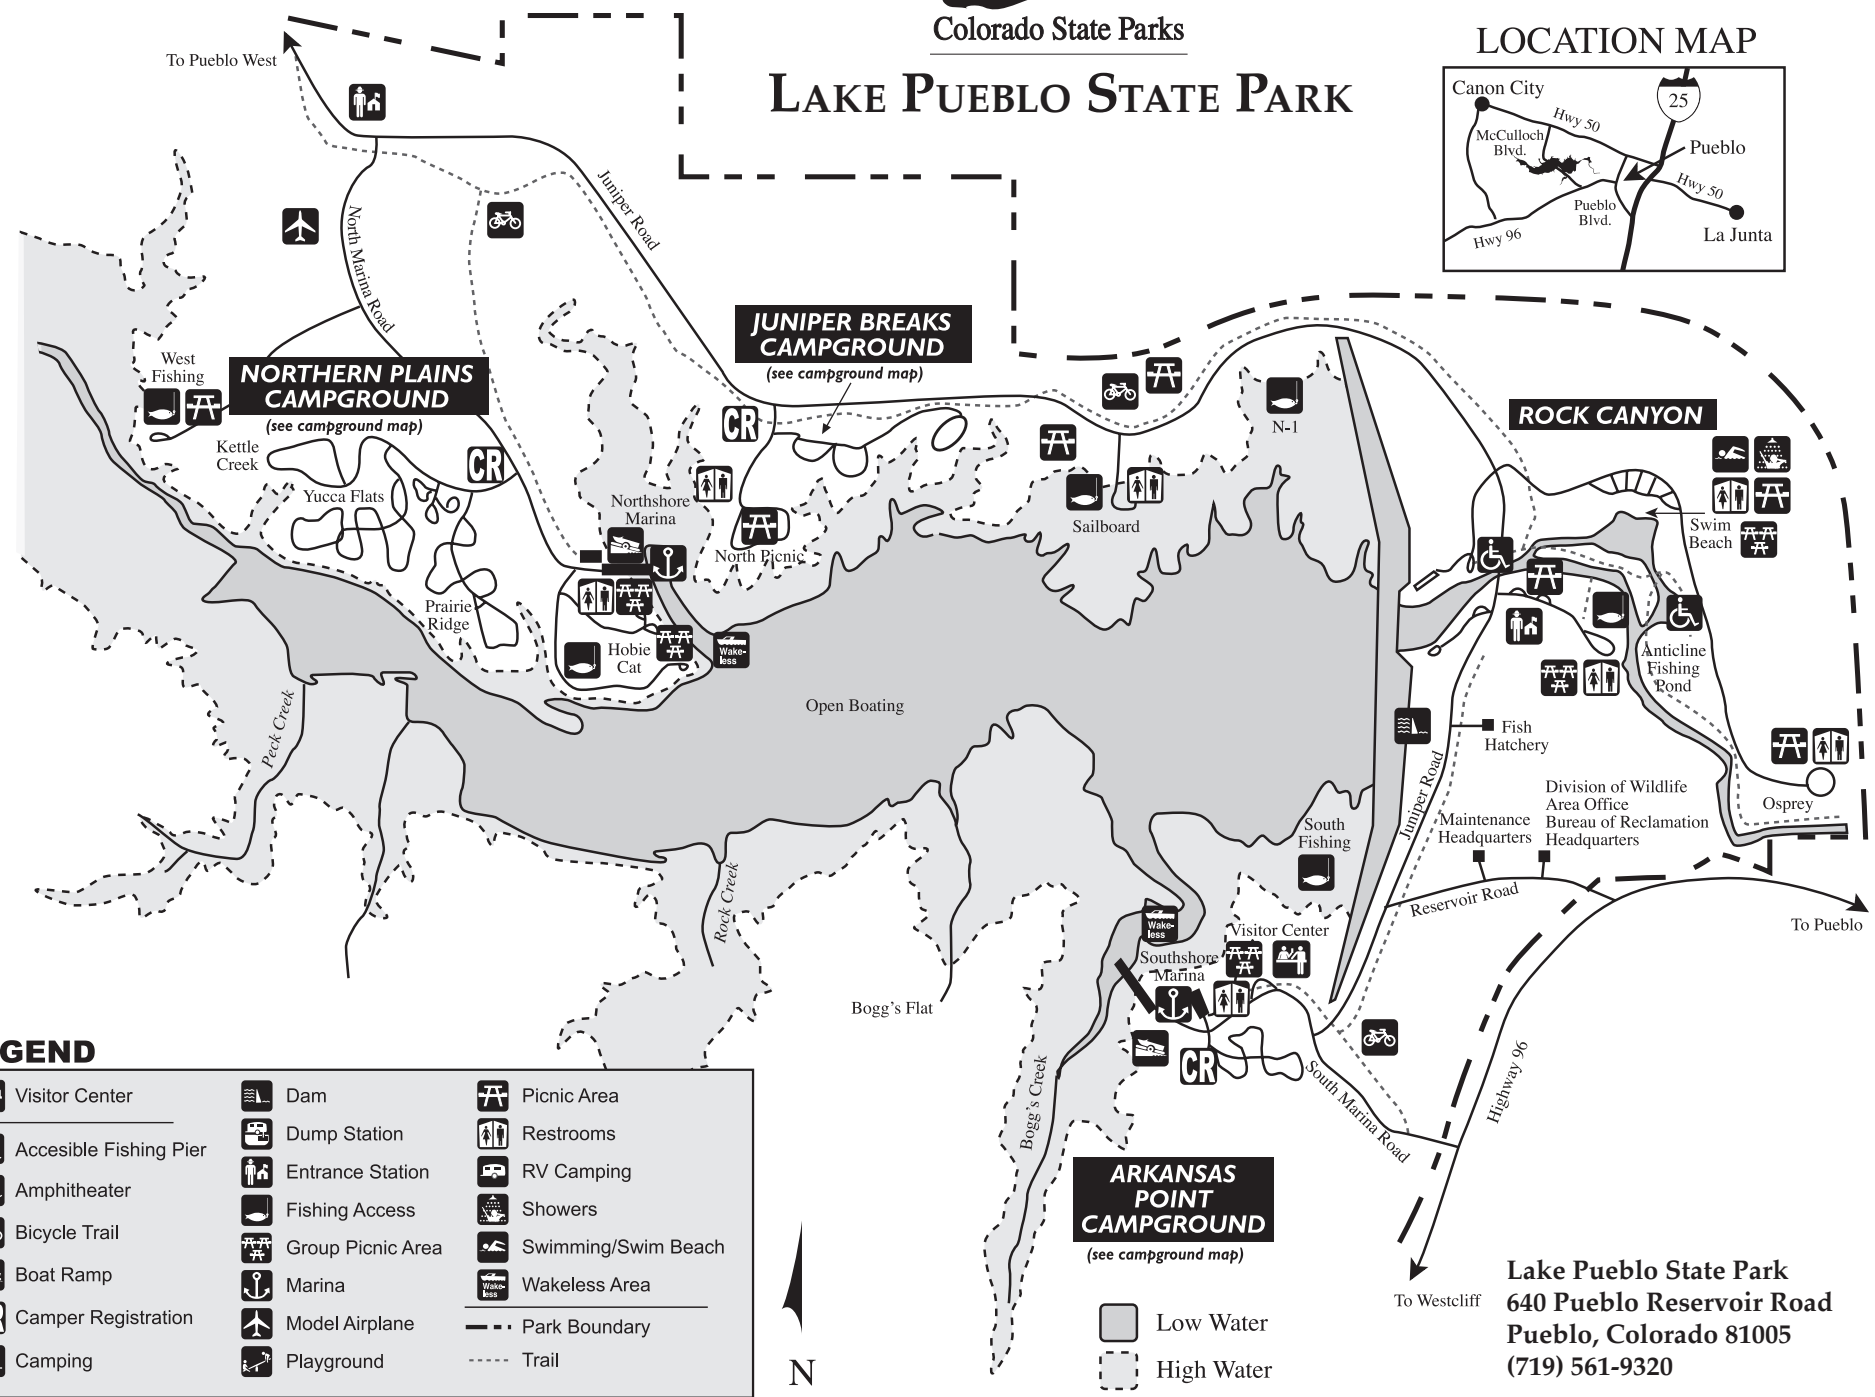 Colorado State Parks
LAKE PUEBLO STATE PARK
LOCATION MAP
Canon City
25
Hwy 50
McCulloch
Blvd.
Pueblo
Hwy 50
Pueblo
Blvd.
La Junta
Hwy 96
To Pueblo West
Juniper Road
North Marina Road
JUNIPER BREAKS
CAMPGROUND
(see campground map)
West
Fishing
NORTHERN PLAINS
CAMPGROUND
(see campground map)
CR
N-1
ROCK CANYON
Kettle
Creek
CR
Yucca Flats
Northshore
Marina
North Picnic
Sailboard
Swim
Beach
Prairie
Ridge
Hobie
Cat
Wake-
less
Anticline
Fishing
Pond
Open Boating
Peck Creek
Fish
Hatchery
Juniper Road
Division of Wildlife
Area Office
Bureau of Reclamation
Headquarters
Maintenance
Headquarters
Osprey
South
Fishing
Rock Creek
Reservoir Road
To Pueblo
Wake-
less
Visitor Center
Southshore
Marina
Bogg's Flat
CR
Bogg's Creek
South Marina Road
Highway 96
ARKANSAS
POINT
CAMPGROUND
(see campground map)
To Westcliff
GEND
Visitor Center
Accesible Fishing Pier
Amphitheater
Bicycle Trail
Boat Ramp
Camper Registration
Camping
Dam
Dump Station
Entrance Station
Fishing Access
Group Picnic Area
Marina
Model Airplane
Playground
Picnic Area
Restrooms
RV Camping
Showers
Swimming/Swim Beach
Wake-
less
Wakeless Area
Park Boundary
Trail
N
Low Water
High Water
Lake Pueblo State Park
640 Pueblo Reservoir Road
Pueblo, Colorado 81005
(719) 561-9320